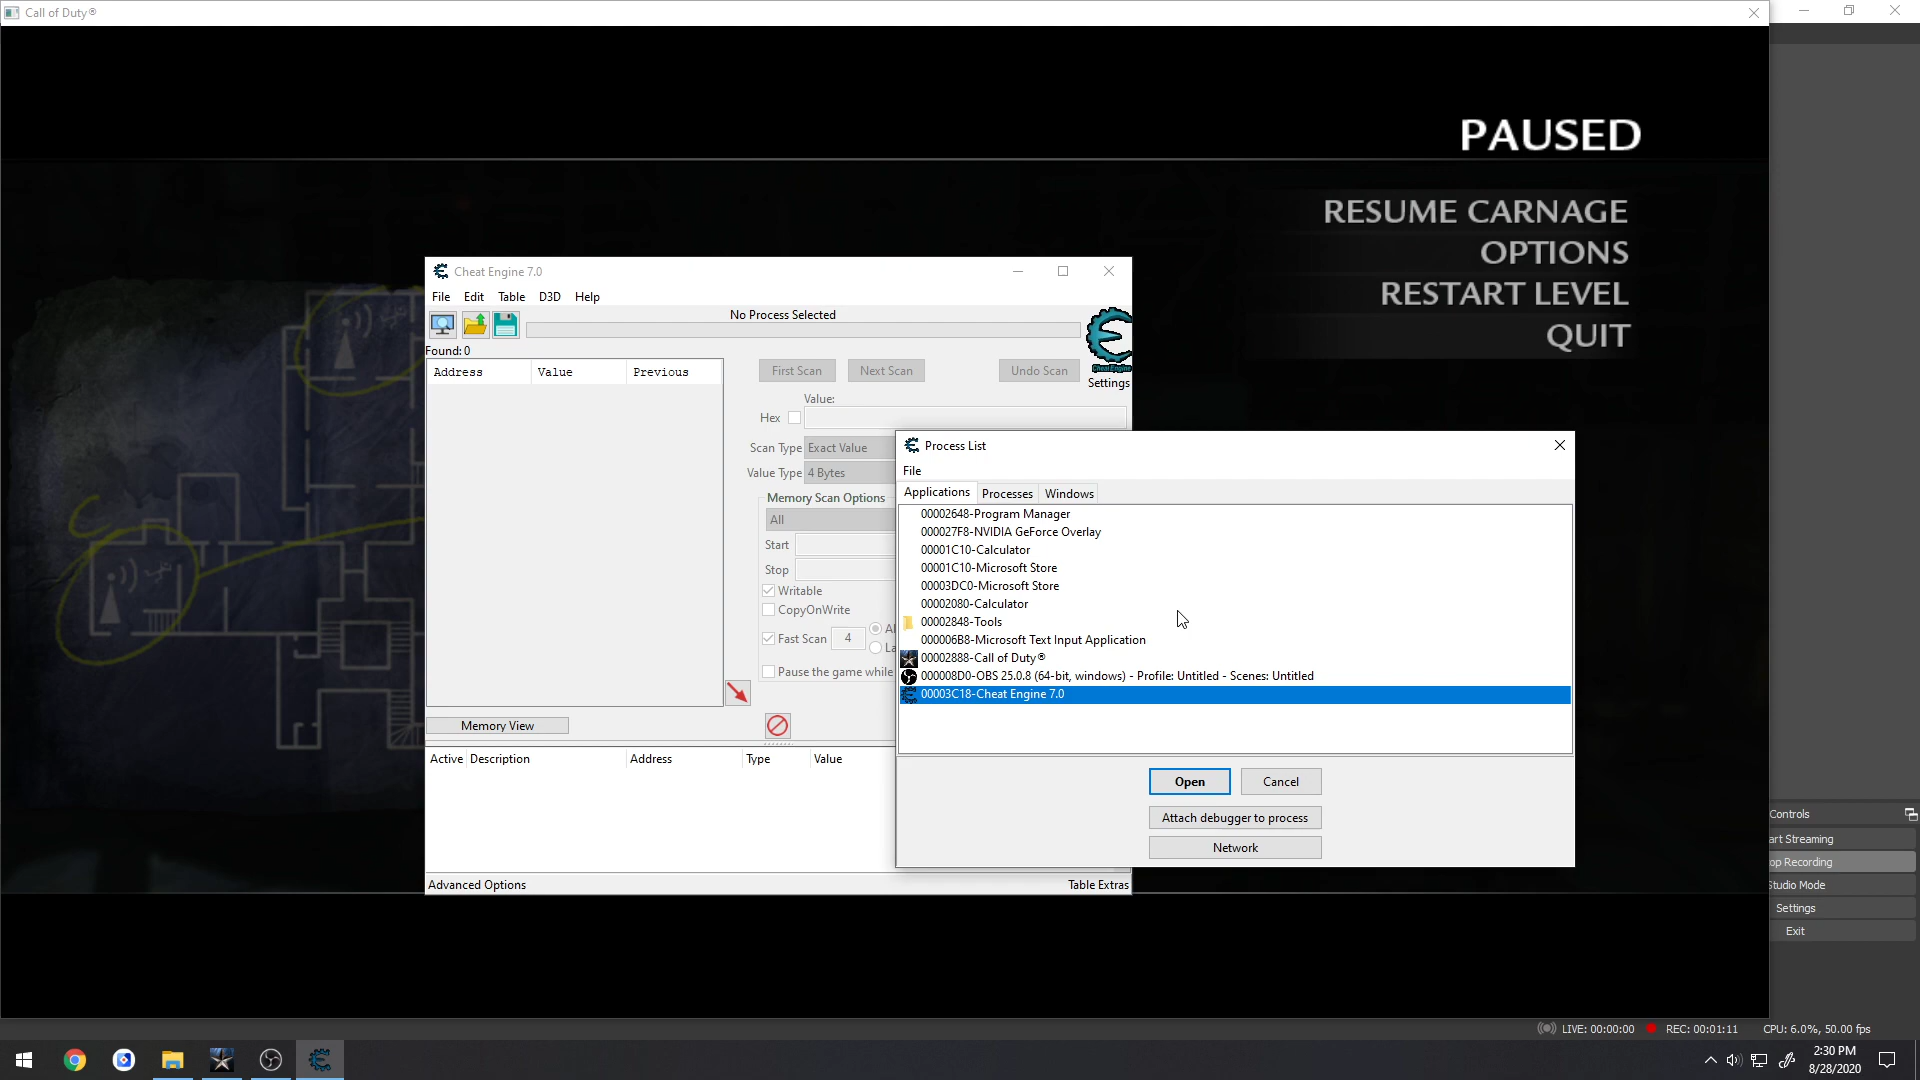 Call of Duty®
PAUSED
RESUME CARNAGE
OPTIONS
RESTART LEVEL
QUIT
Cheat Engine 7.0
File Edit Table D3D Help
No Process Selected
Found: 0
Address Value Previous
First Scan Next Scan Undo Scan
Cheat Engine
Settings
Value:
Hex
Scan Type Exact Value
Value Type 4 Bytes
Memory Scan Options
All
Start
Stop
Writable
CopyOnWrite
Fast Scan 4
Pause the game while
Memory View
Active Description Address Type Value
Advanced Options Table Extras
Process List
File
Applications Processes Windows
00002648-Program Manager
000027F8-NVIDIA GeForce Overlay
00001C10-Calculator
00001C10-Microsoft Store
00003DC0-Microsoft Store
00002080-Calculator
00002848-Tools
000006B8-Microsoft Text Input Application
00002888-Call of Duty®
000008D0-OBS 25.0.8 (64-bit, windows) - Profile: Untitled - Scenes: Untitled
00003C18-Cheat Engine 7.0
Open Cancel
Attach debugger to process
Network
Controls
art Streaming
op Recording
Studio Mode
Settings
Exit
LIVE: 00:00:00 REC: 00:01:11 CPU: 6.0%, 50.00 fps
2:30 PM
8/28/2020